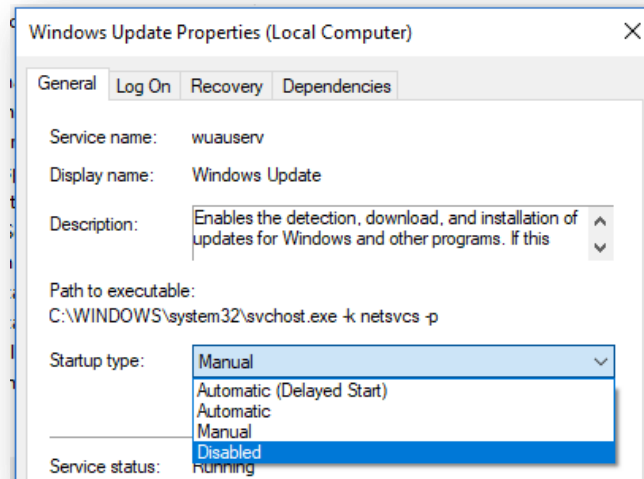 Windows Update Properties (Local Computer)
General Log On Recovery Dependencies
Service name: wuauserv
Display name: Windows Update
Description: Enables the detection, download, and installation of
updates for Windows and other programs. If this
Path to executable:
C:\WINDOWS\system32\svchost.exe -k netsvcs -p
Startup type: Manual
Automatic (Delayed Start)
Automatic
Manual
Disabled
Service status: Running